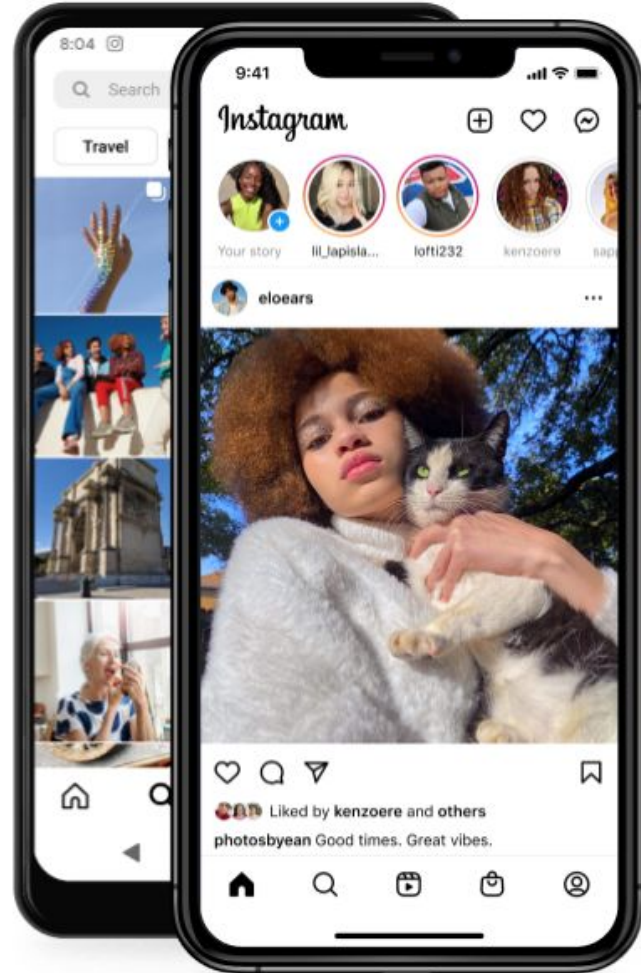 8:04
Search
Travel
9:41
Instagram
Your story
lil_lapisla...
lofti232
kenzoere
sapp
eloears
Liked by kenzoere and others
photosbyean Good times. Great vibes.